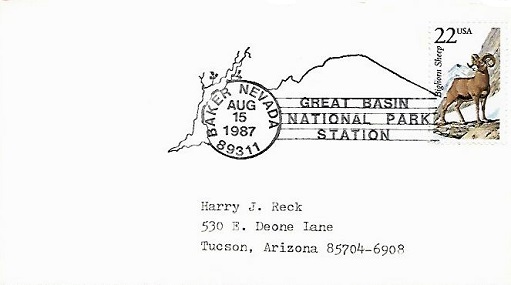 22 USA
Bighorn Sheep
BAKER NEVADA
AUG
15
1987
89311
GREAT BASIN
NATIONAL PARK
STATION
Harry J. Reck
530 E. Deone Lane
Tucson, Arizona 85704-6908